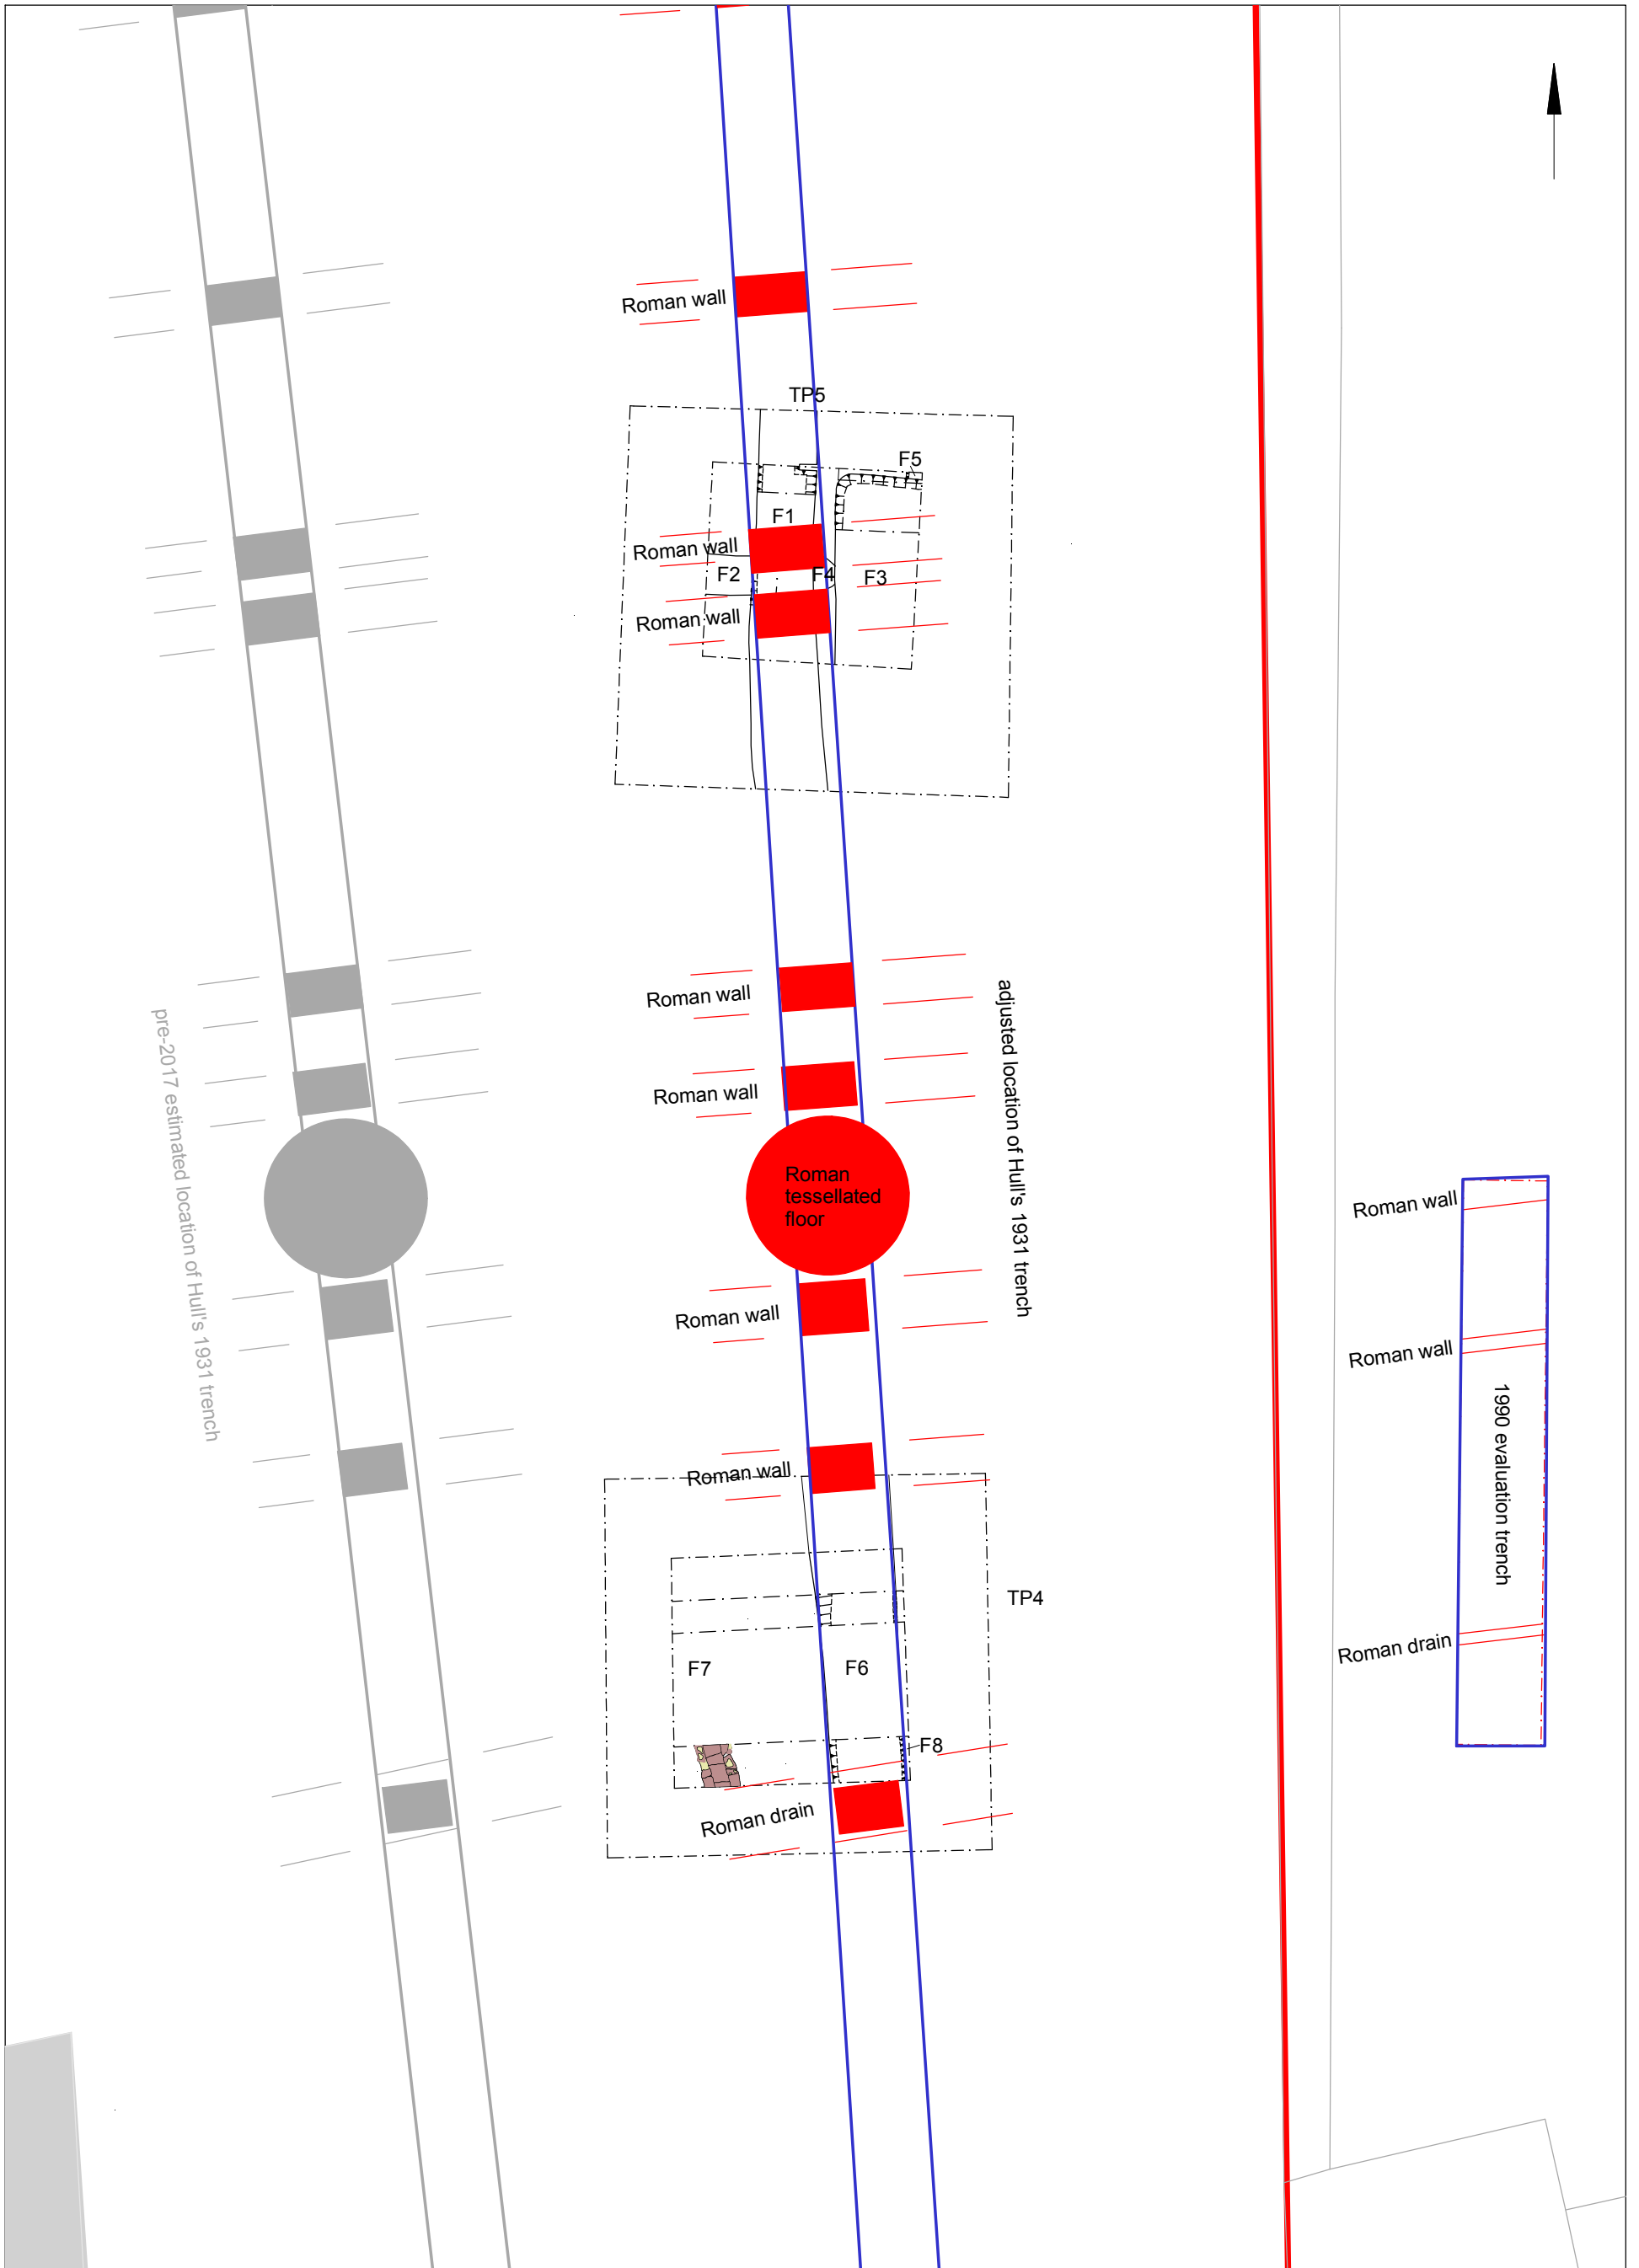 Roman wall
TP5
F5
F1
Roman wall
F2
F4
F3
Roman wall
Roman wall
adjusted location of Hull's 1931 trench
pre-2017 estimated location of Hull's 1931 trench
Roman wall
Roman
tessellated
floor
Roman wall
Roman wall
Roman wall
1990 evaluation trench
Roman wall
TP4
Roman drain
F7
F6
F8
Roman drain